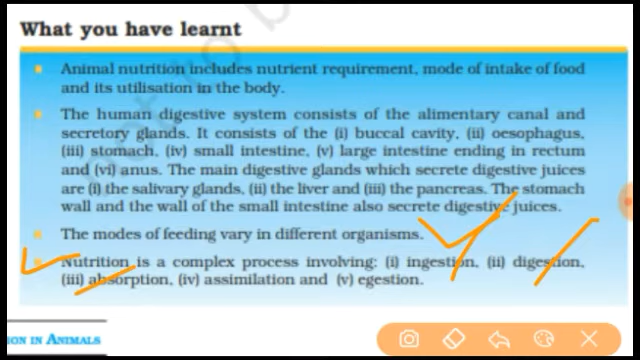 What you have learnt
Animal nutrition includes nutrient requirement, mode of intake of food
and its utilisation in the body.
The human digestive system consists of the alimentary canal and
secretory glands. It consists of the (i) buccal cavity, (ii) oesophagus,
(iii) stomach, (iv) small intestine, (v) large intestine ending in rectum
and (vi) anus. The main digestive glands which secrete digestive juices
are (i) the salivary glands, (ii) the liver and (iii) the pancreas. The stomach
wall and the wall of the small intestine also secrete digestive juices.
The modes of feeding vary in different organisms.
Nutrition is a complex process involving: (i) ingestion, (ii) digestion,
(iii) absorption, (iv) assimilation and (v) egestion.
ION IN ANIMALS